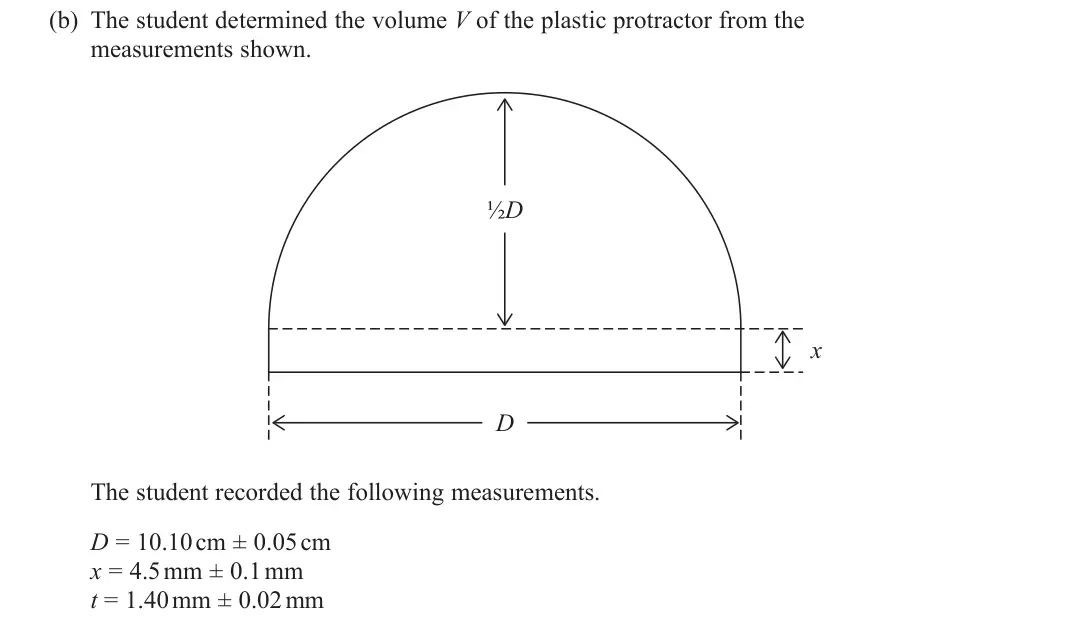 (b) The student determined the volume V of the plastic protractor from the
measurements shown.
½D
x
D
The student recorded the following measurements.
D = 10.10 cm ± 0.05 cm
x = 4.5 mm ± 0.1 mm
t = 1.40 mm ± 0.02 mm